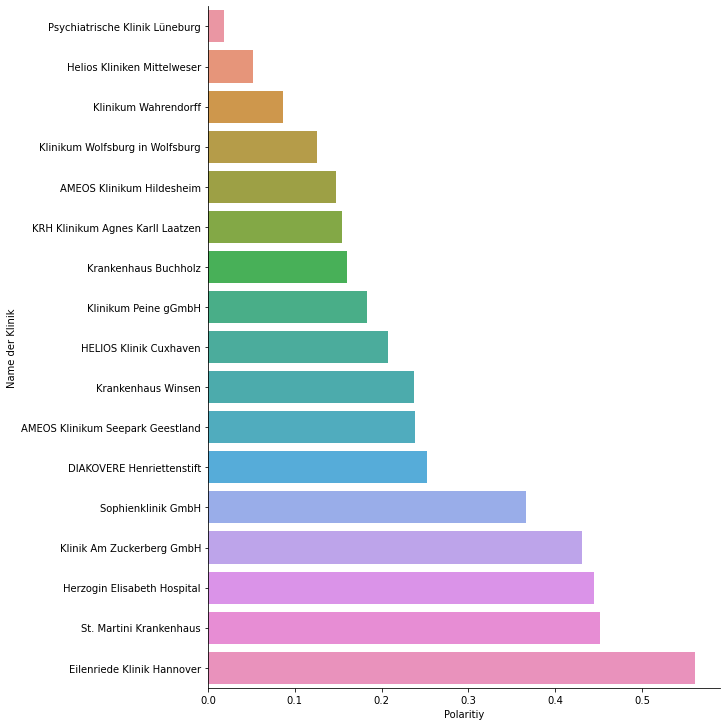 Psychiatrische Klinik Lüneburg
Helios Kliniken Mittelweser
Klinikum Wahrendorff
Klinikum Wolfsburg in Wolfsburg
AMEOS Klinikum Hildesheim
KRH Klinikum Agnes Karll Laatzen
Krankenhaus Buchholz
Klinikum Peine gGmbH
HELIOS Klinik Cuxhaven
Krankenhaus Winsen
AMEOS Klinikum Seepark Geestland
DIAKOVERE Henriettenstift
Sophienklinik GmbH
Klinik Am Zuckerberg GmbH
Herzogin Elisabeth Hospital
St. Martini Krankenhaus
Eilenriede Klinik Hannover
Name der Klinik
0.0 0.1 0.2 0.3 0.4 0.5
Polaritiy